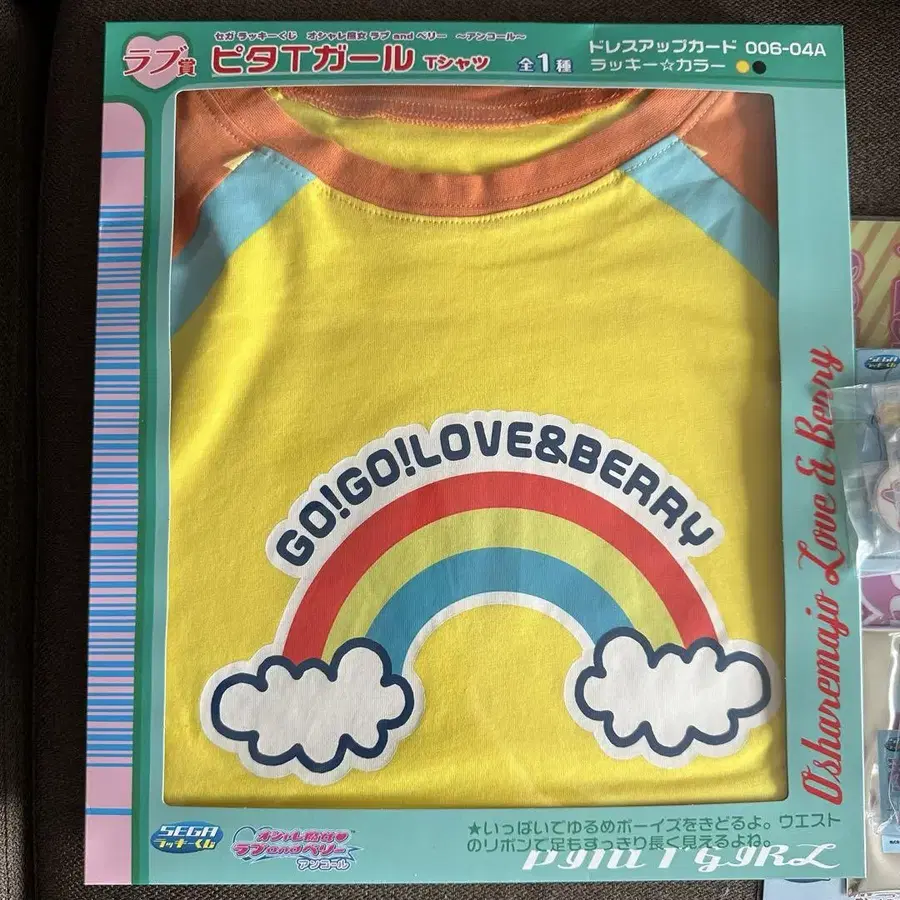 ラブ賞
セガ ラッキーくじ オシャレ魔女 ラブ and ベリー ～アンコール～
ピタTガール Tシャツ 全1種
ドレスアップカード 006-04A
ラッキー☆カラー
GO!GO!LOVE&BERRY
Osharemajo Love & Berry
SEGA
SEGA
ラッキーくじ
オシャレ魔女
ラブandベリー
アンコール
★いっぱいでゆるめボーイズをきどるよ。ウエスト
のリボンで足もすっきり長く見えるよね。